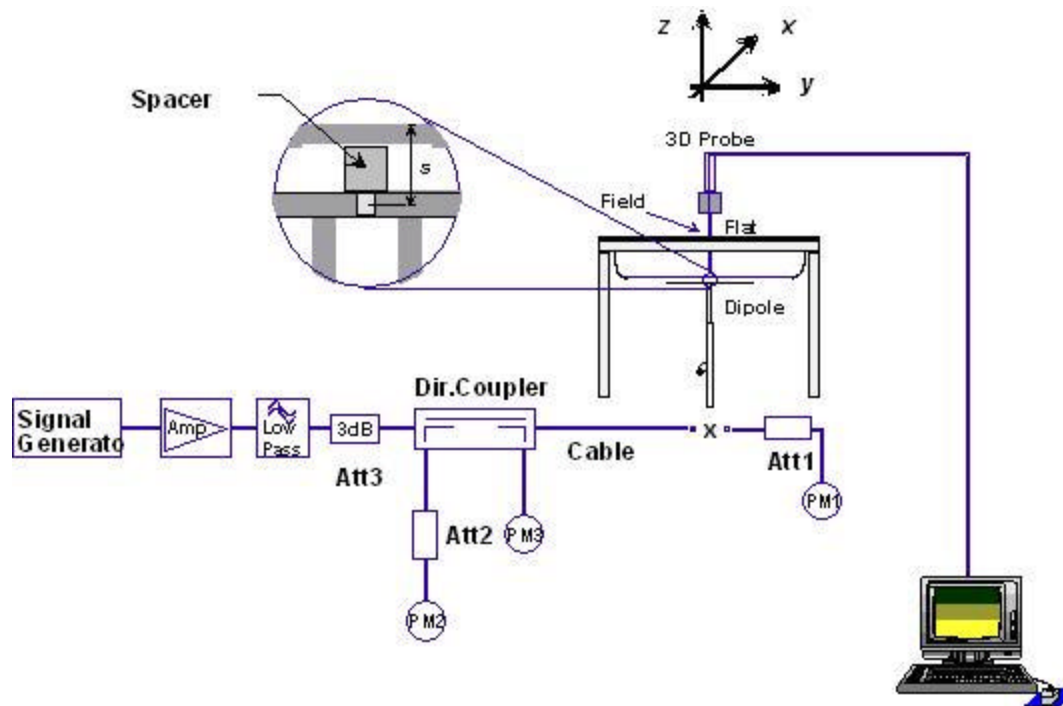 z
x
y
Spacer
s
3D Probe
Field
Flat
Dipole
Dir.Coupler
Signal
Generato
Amp
Low
Pass
3dB
Att3
Cable
x
Att1
PM1
Att2
PM3
PM2